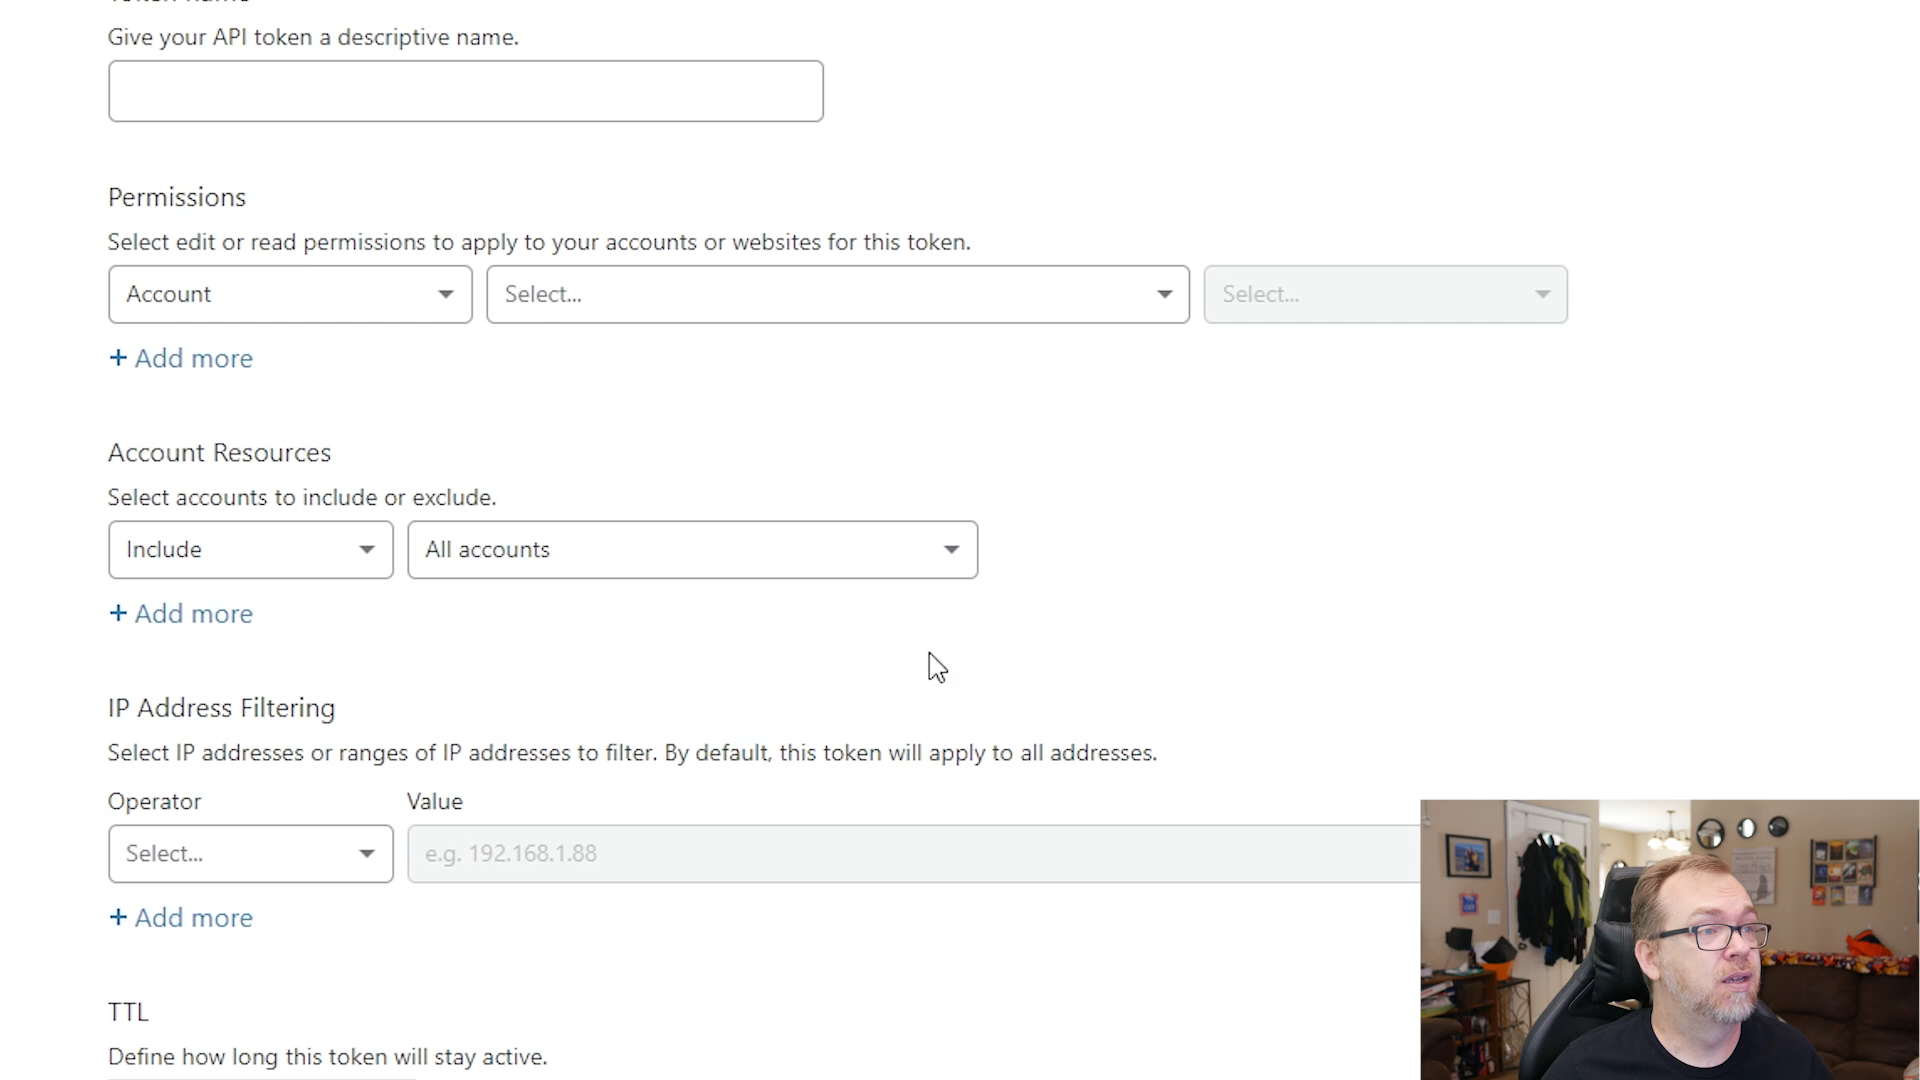 Give your API token a descriptive name.
Permissions
Select edit or read permissions to apply to your accounts or websites for this token.
Account Select... Select...
+ Add more
Account Resources
Select accounts to include or exclude.
Include All accounts
+ Add more
IP Address Filtering
Select IP addresses or ranges of IP addresses to filter. By default, this token will apply to all addresses.
Operator Value
Select... e.g. 192.168.1.88
+ Add more
TTL
Define how long this token will stay active.